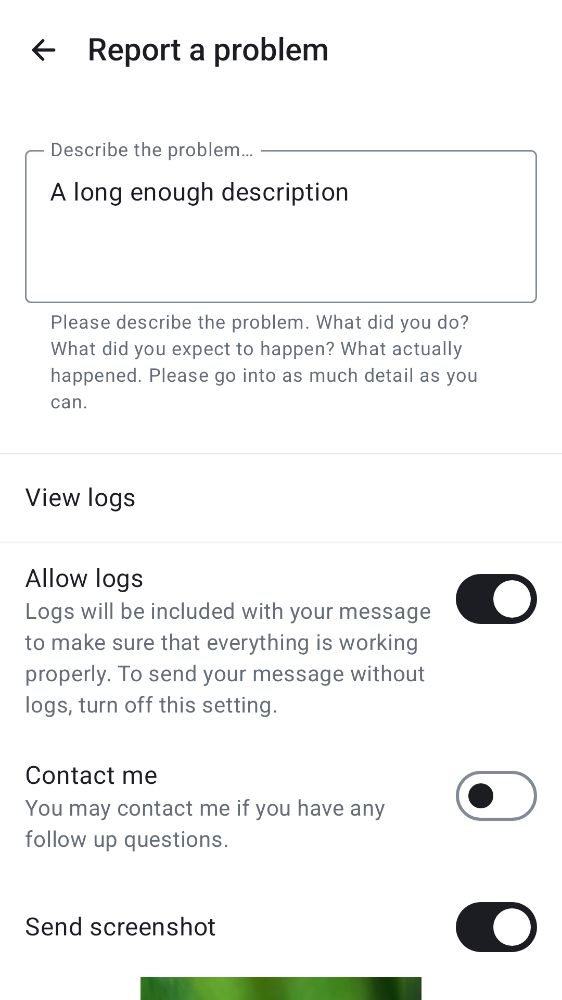 Report a problem
Describe the problem…
A long enough description
Please describe the problem. What did you do?
What did you expect to happen? What actually
happened. Please go into as much detail as you
can.
View logs
Allow logs
Logs will be included with your message
to make sure that everything is working
properly. To send your message without
logs, turn off this setting.
Contact me
You may contact me if you have any
follow up questions.
Send screenshot